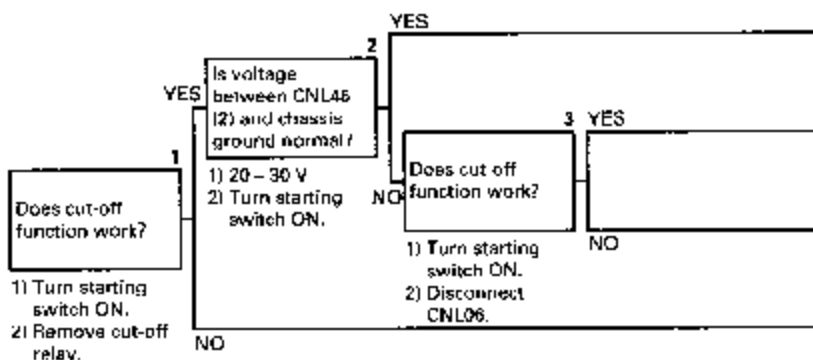 YES
2
Is voltage
between CNL46
(2) and chassis
ground normal?
YES
1) 20 – 30 V
2) Turn starting
switch ON.
1
Does cut-off
function work?
1) Turn starting
switch ON.
2) Remove cut-off
relay.
NO
3
Does cut off
function work?
YES
NO
1) Turn starting
switch ON.
2) Disconnect
CNL06.
NO